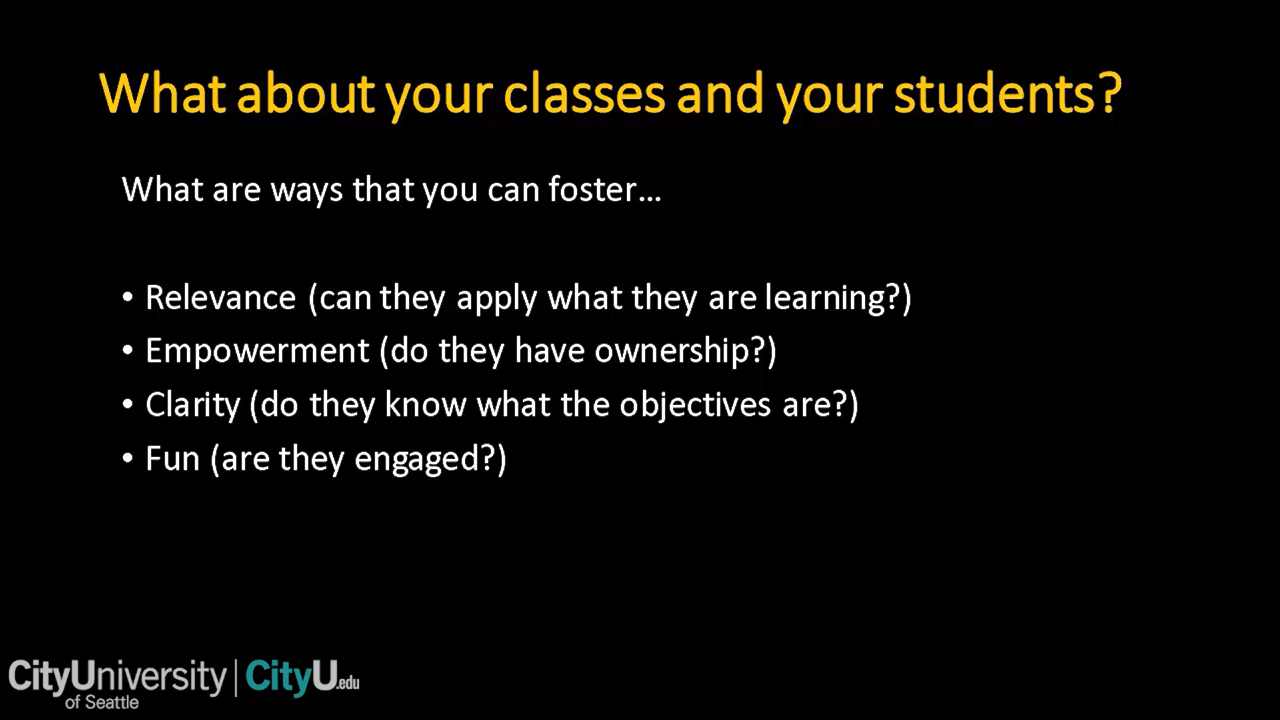 What about your classes and your students?
What are ways that you can foster…
• Relevance (can they apply what they are learning?)
• Empowerment (do they have ownership?)
• Clarity (do they know what the objectives are?)
• Fun (are they engaged?)
CityUniversity | CityU.edu
of Seattle